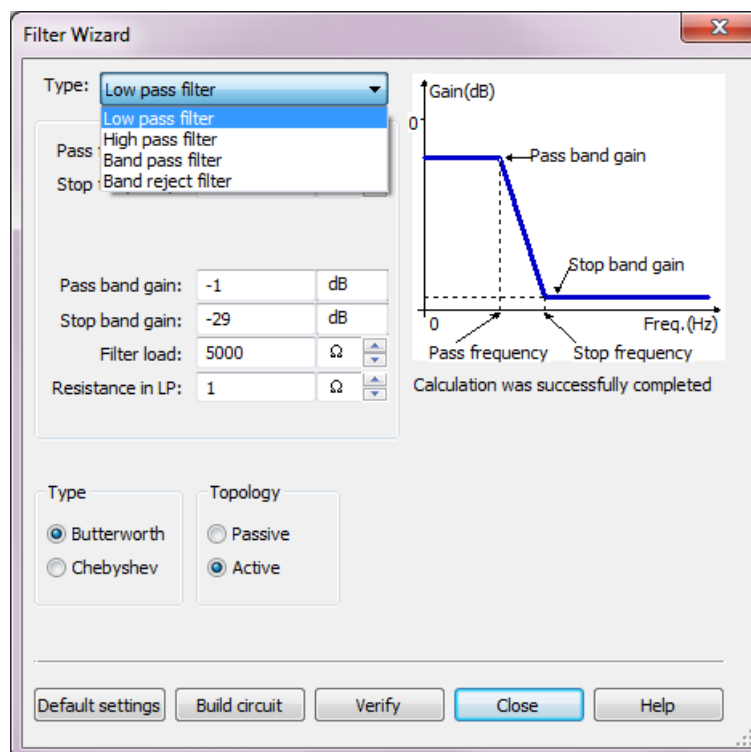 Filter Wizard
Type: Low pass filter
Low pass filter
High pass filter
Band pass filter
Band reject filter
Pass
Stop
Pass band gain: -1 dB
Stop band gain: -29 dB
Filter load: 5000 Ω
Resistance in LP: 1 Ω
Gain(dB)
0
Pass band gain
Stop band gain
0 Freq.(Hz)
Pass frequency Stop frequency
Calculation was successfully completed
Type
Butterworth
Chebyshev
Topology
Passive
Active
Default settings Build circuit Verify Close Help